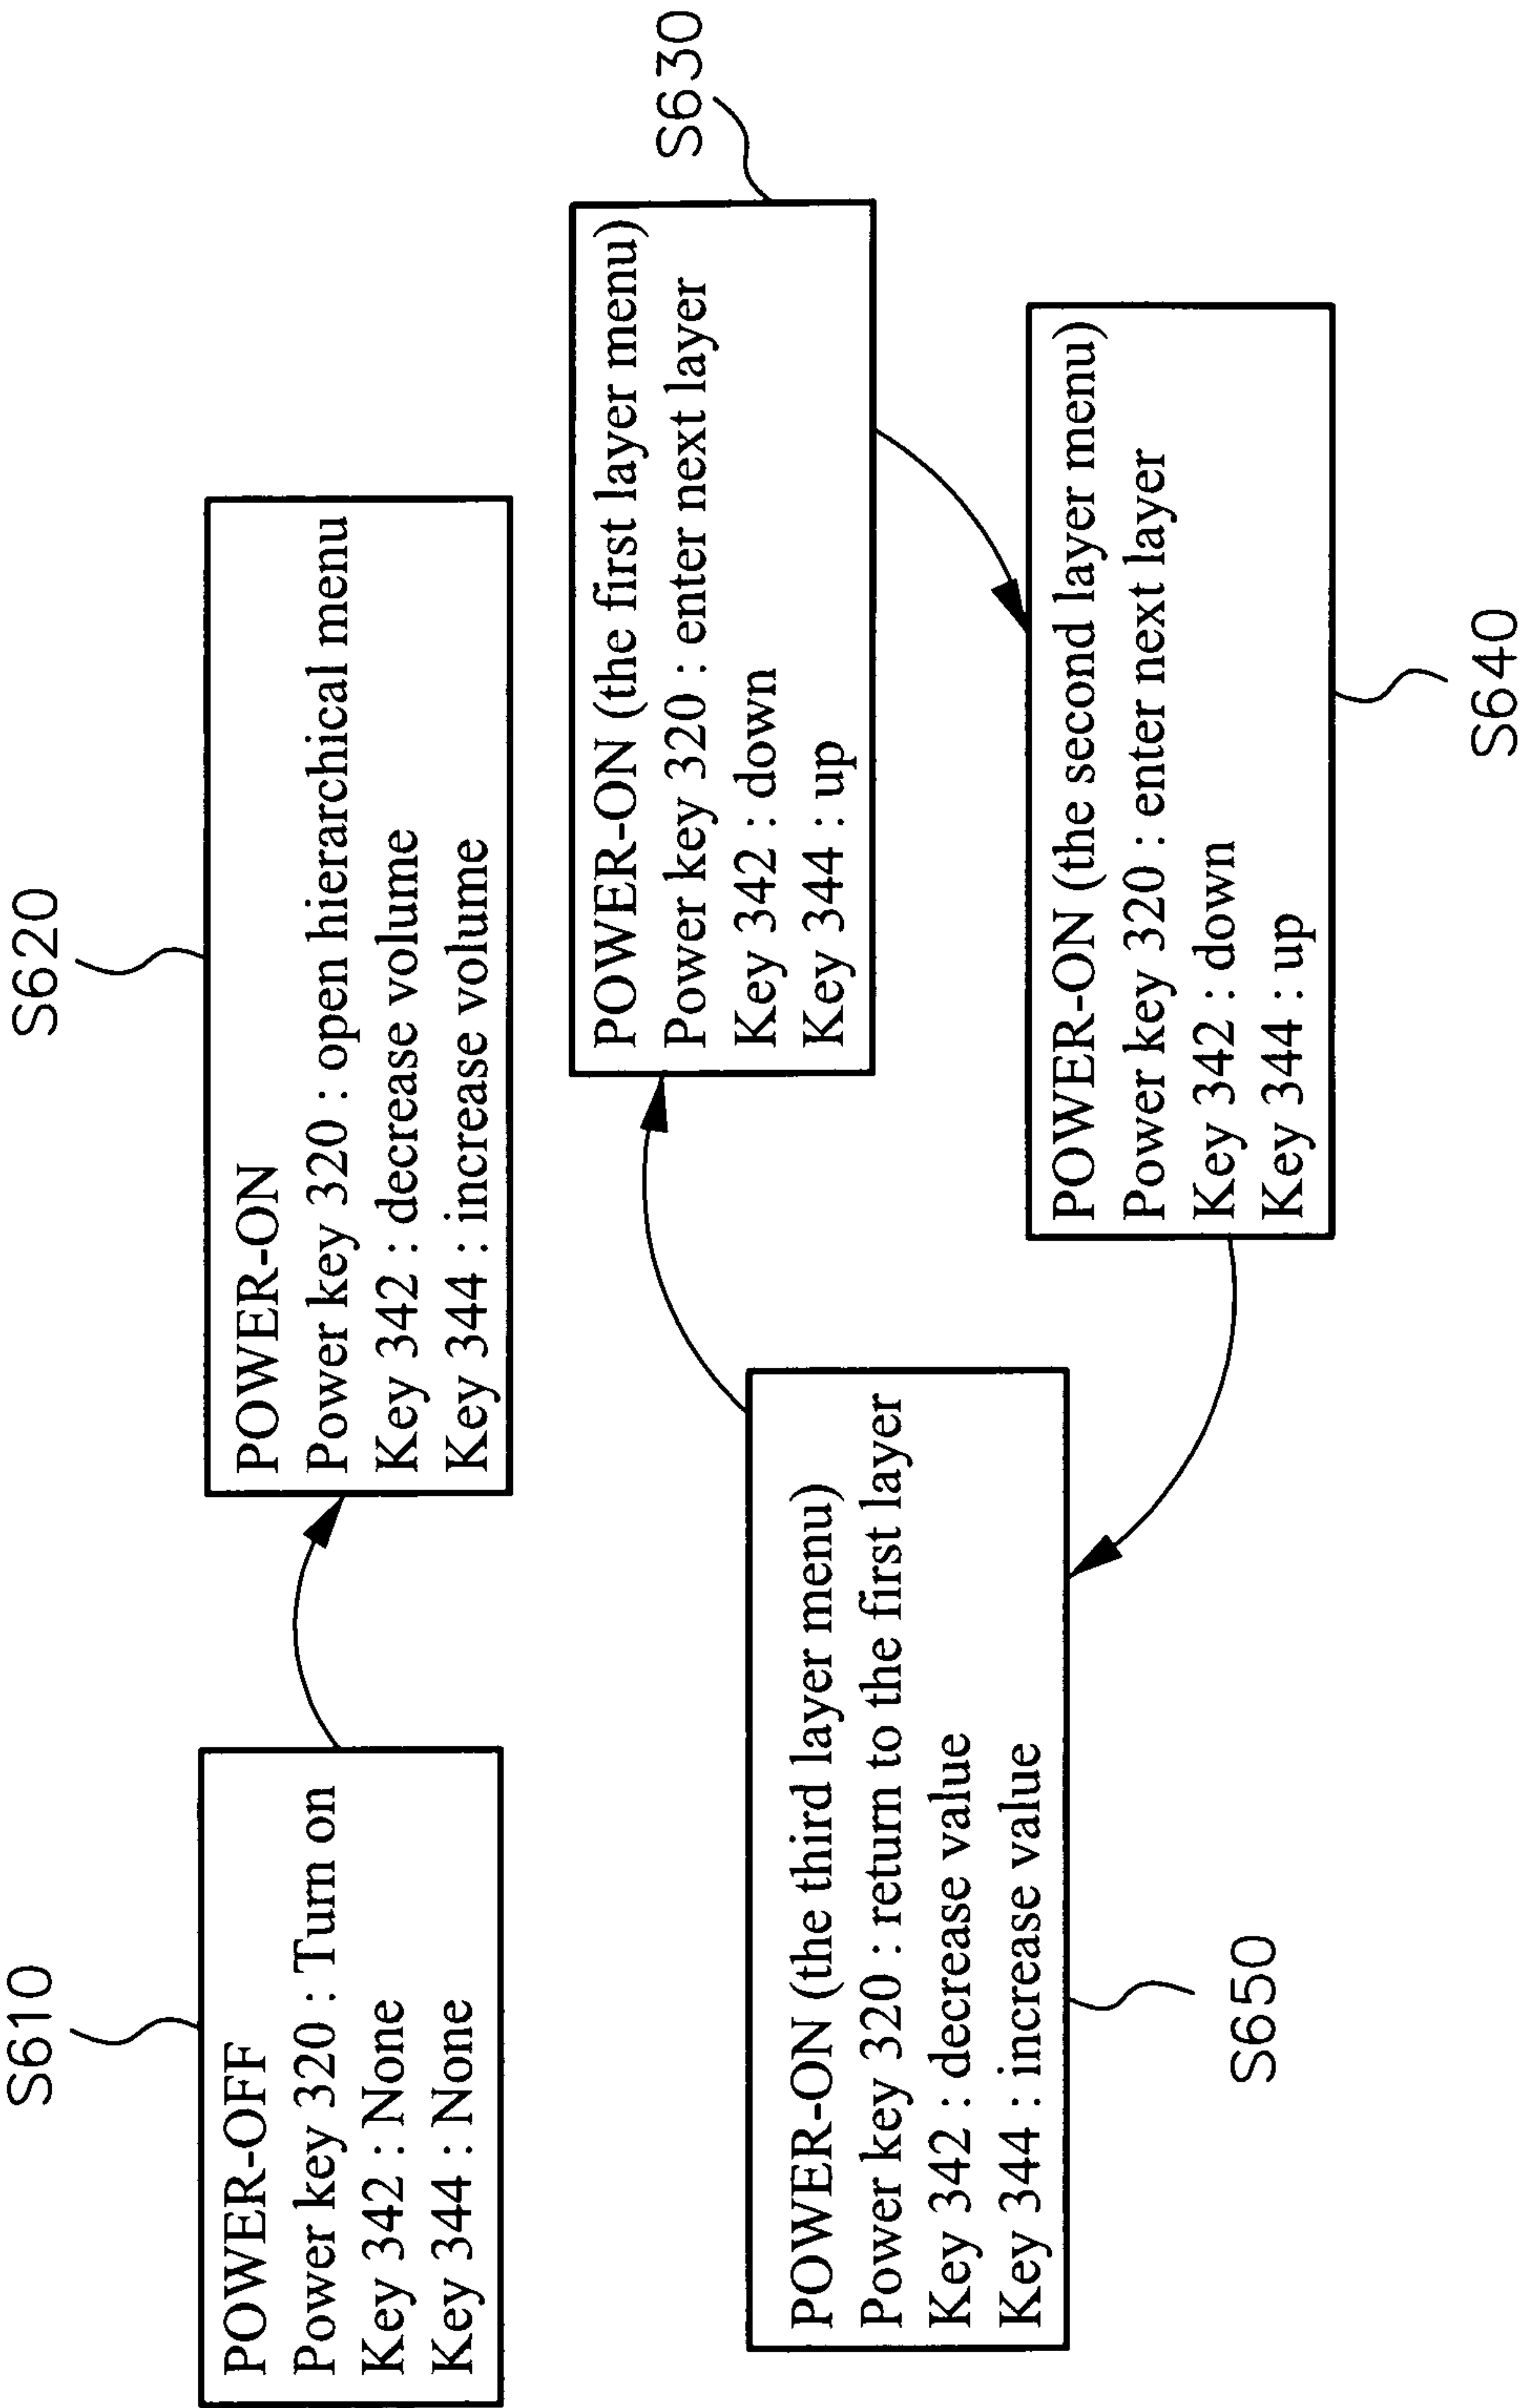 S610
POWER-OFF
Power key 320 : Turn on
Key 342 : None
Key 344 : None
S620
POWER-ON
Power key 320 : open hierarchical menu
Key 342 : decrease volume
Key 344 : increase volume
S630
POWER-ON (the first layer menu)
Power key 320 : enter next layer
Key 342 : down
Key 344 : up
POWER-ON (the second layer menu)
Power key 320 : enter next layer
Key 342 : down
Key 344 : up
S640
POWER-ON (the third layer menu)
Power key 320 : return to the first layer
Key 342 : decrease value
Key 344 : increase value
S650